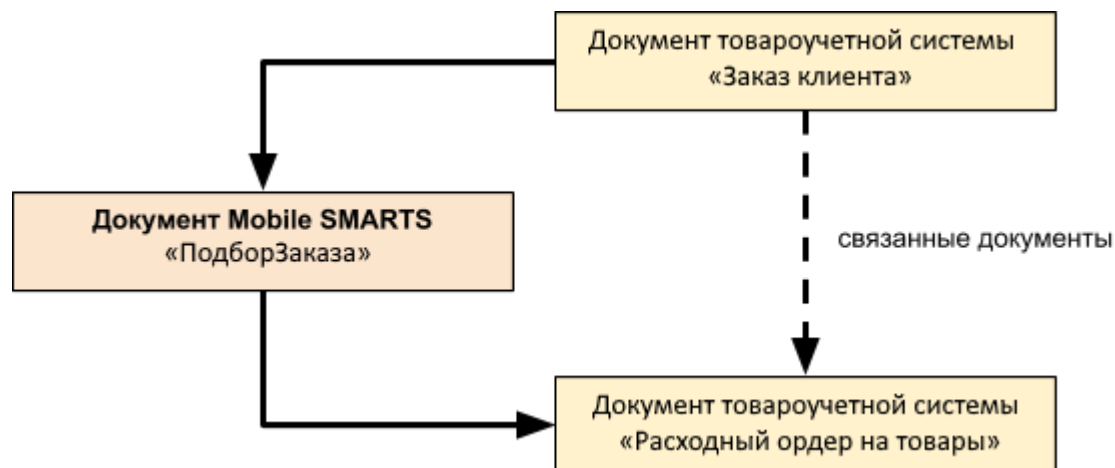 Документ товароучетной системы
«Заказ клиента»
Документ Mobile SMARTS
«ПодборЗаказа»
связанные документы
Документ товароучетной системы
«Расходный ордер на товары»